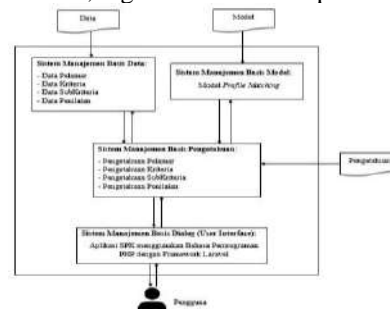 Data
Model
Sistem Manajemen Basis Data:
- Data Pelamar
- Data Kriteria
- Data SubKriteria
- Data Penilaian
Sistem Manajemen Basis Model:
Model Profile Matching
Sistem Manajemen Basis Pengetahuan:
- Pengetahuan Pelamar
- Pengetahuan Kriteria
- Pengetahuan SubKriteria
- Pengetahuan Penilaian
Pengetahuan
Sistem Manajemen Basis Dialog (User Interface):
Aplikasi SPK menggunakan Bahasa Pemrograman
PHP dengan Framework Laravel
Pengguna